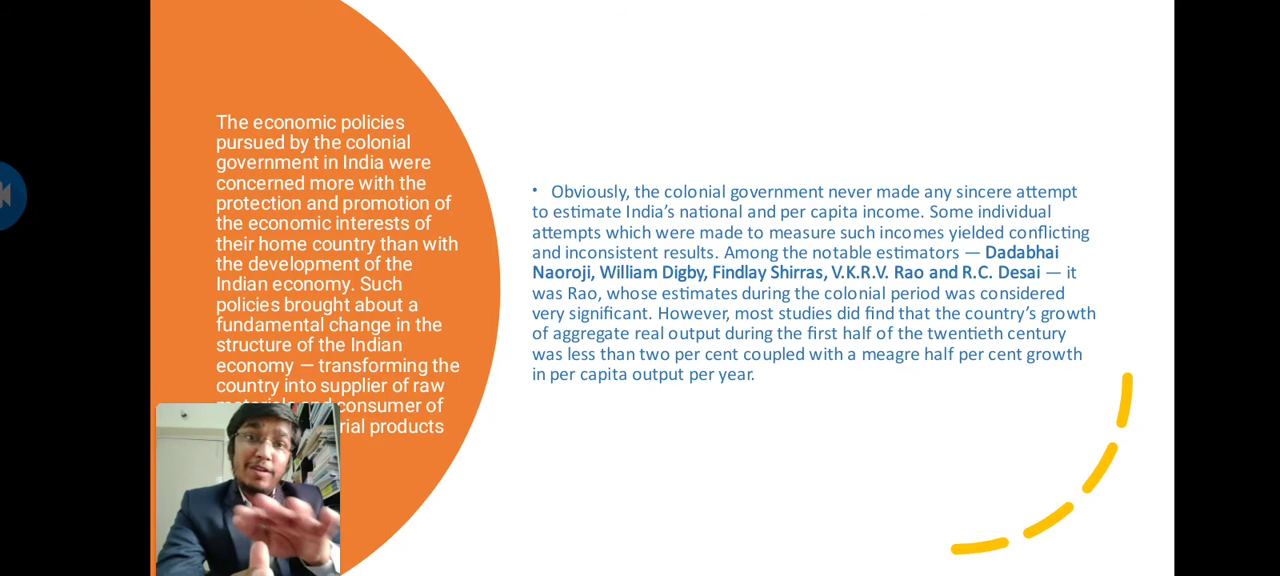 The economic policies
pursued by the colonial
government in India were
concerned more with the
protection and promotion of
the economic interests of
their home country than with
the development of the
Indian economy. Such
policies brought about a
fundamental change in the
structure of the Indian
economy — transforming the
country into supplier of raw
materials and consumer of
rial products
• Obviously, the colonial government never made any sincere attempt
to estimate India's national and per capita income. Some individual
attempts which were made to measure such incomes yielded conflicting
and inconsistent results. Among the notable estimators — Dadabhai
Naoroji, William Digby, Findlay Shirras, V.K.R.V. Rao and R.C. Desai — it
was Rao, whose estimates during the colonial period was considered
very significant. However, most studies did find that the country's growth
of aggregate real output during the first half of the twentieth century
was less than two per cent coupled with a meagre half per cent growth
in per capita output per year.